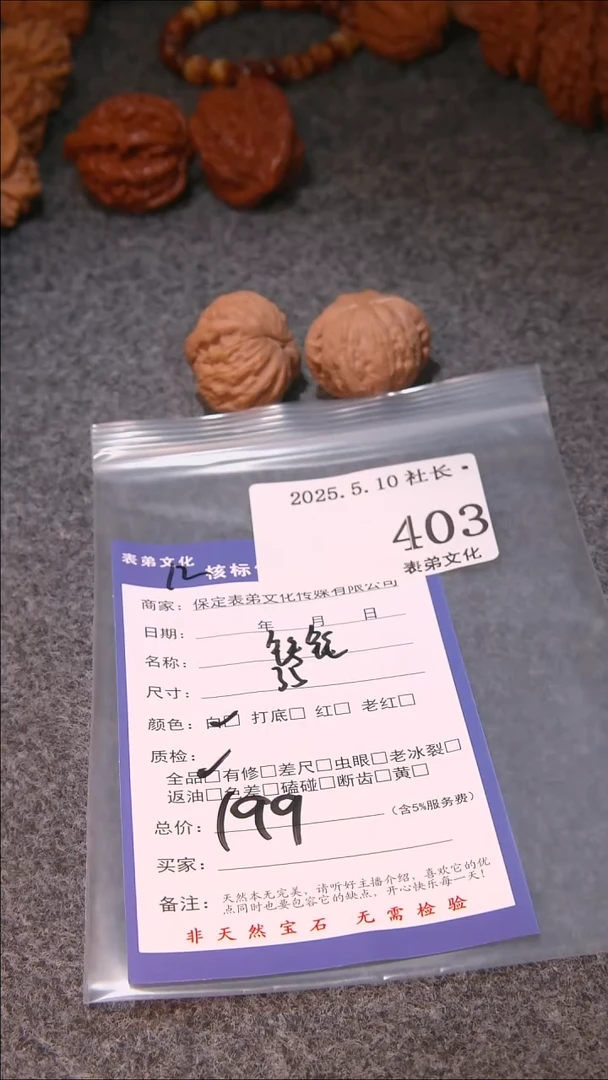 2025.5.10社长·
403
表弟文化
表弟文化
12 核标
商家：保定表弟文化传媒有限公司
日期： 年 月 日
名称：
尺寸：35
颜色：白☑ 打底□ 红□ 老红□
质检：
全品☑有修□差尺□虫眼□老冰裂□
返油□色差□磕碰□断齿□黄□
总价：199（含5%服务费）
买家：
备注：天然本无完美，请听好主播介绍，喜欢它的优
点同时也要包容它的缺点，开心快乐每一天！
非天然宝石 无需检验